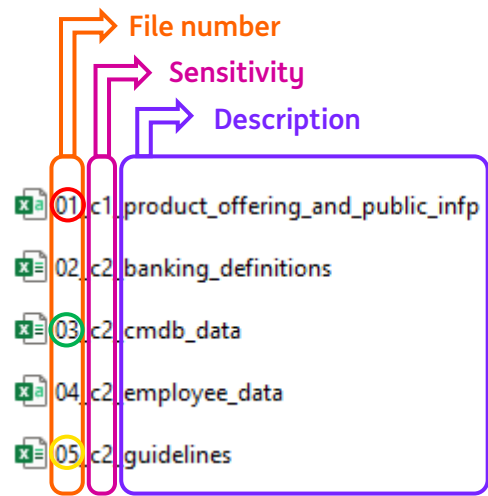 File number
Sensitivity
Description
01_c1_product_offering_and_public_infp
02_c2_banking_definitions
03_c2_cmdb_data
04_c2_employee_data
05_c2_guidelines